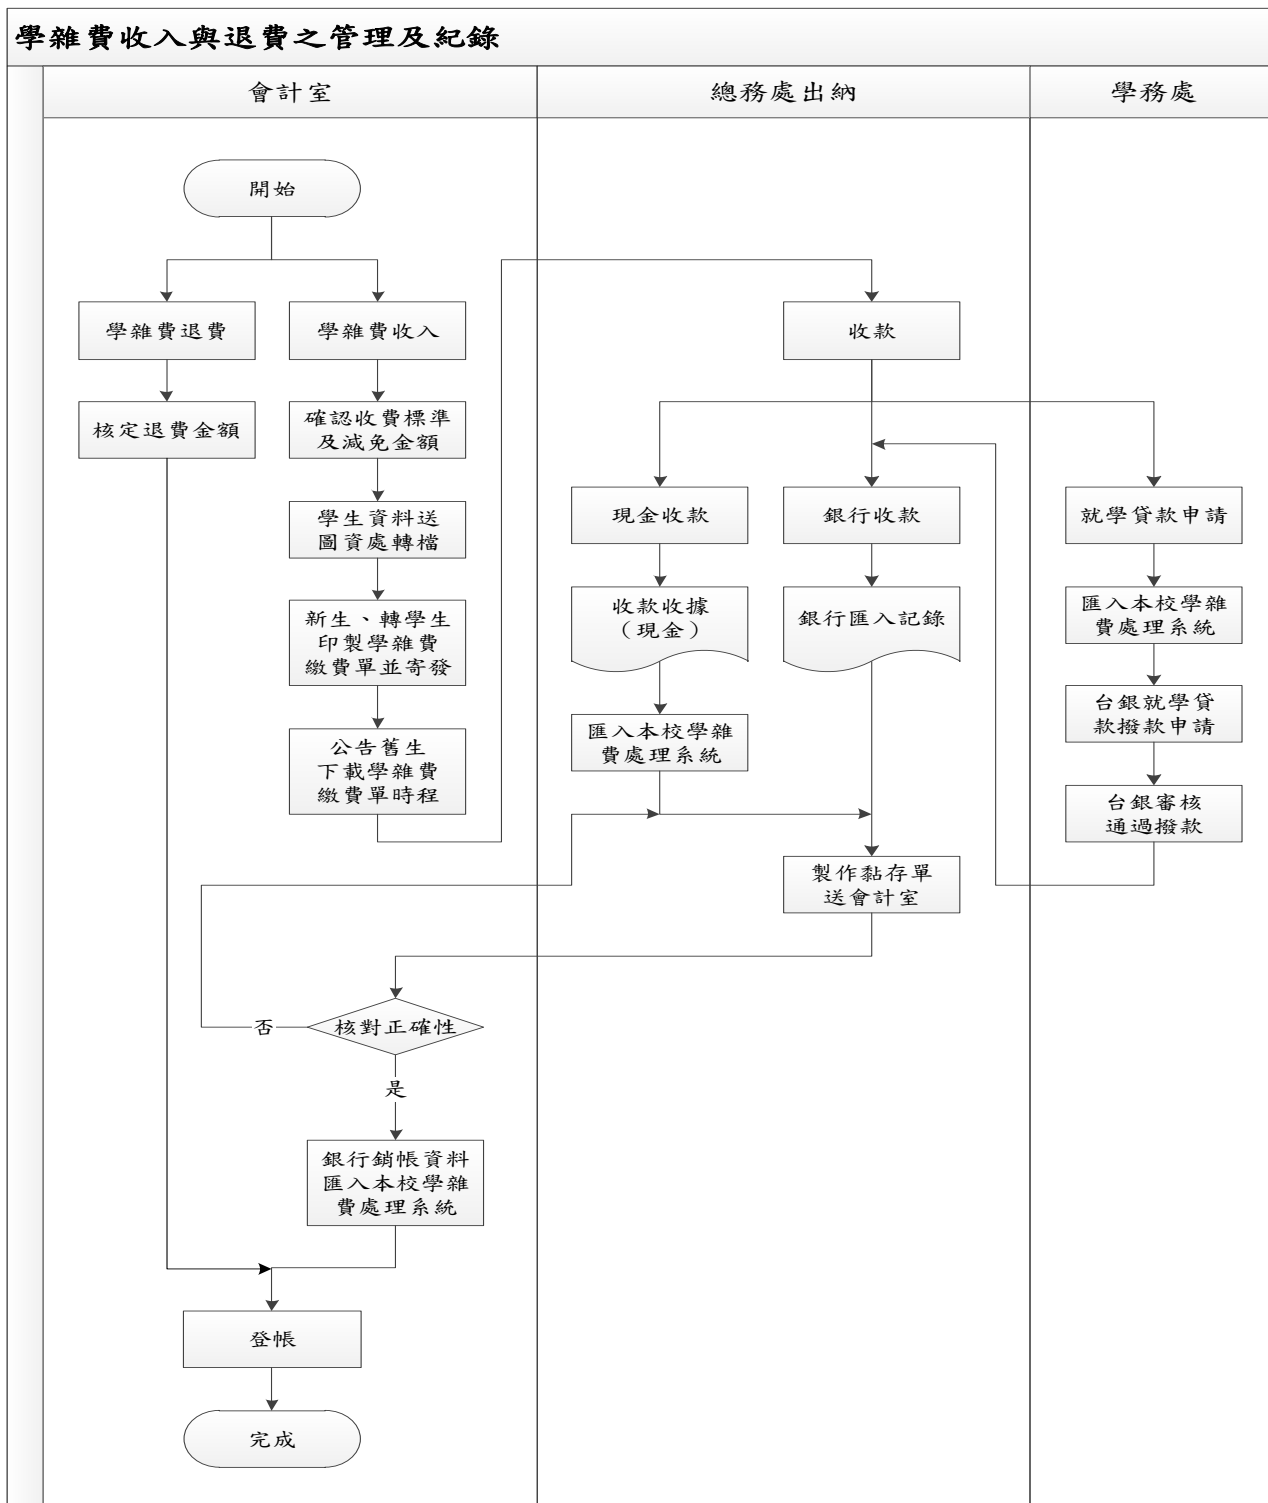 學雜費收入與退費之管理及紀錄
會計室
總務處出納
學務處
開始
學雜費退費
學雜費收入
收款
核定退費金額
確認收費標準
及減免金額
學生資料送
圖資處轉檔
現金收款
銀行收款
就學貸款申請
新生、轉學生
印製學雜費
繳費單並寄發
收款收據
（現金）
銀行匯入記錄
匯入本校學雜
費處理系統
公告舊生
下載學雜費
繳費單時程
匯入本校學雜
費處理系統
台銀就學貸
款撥款申請
台銀審核
通過撥款
製作黏存單
送會計室
否
核對正確性
是
銀行銷帳資料
匯入本校學雜
費處理系統
登帳
完成